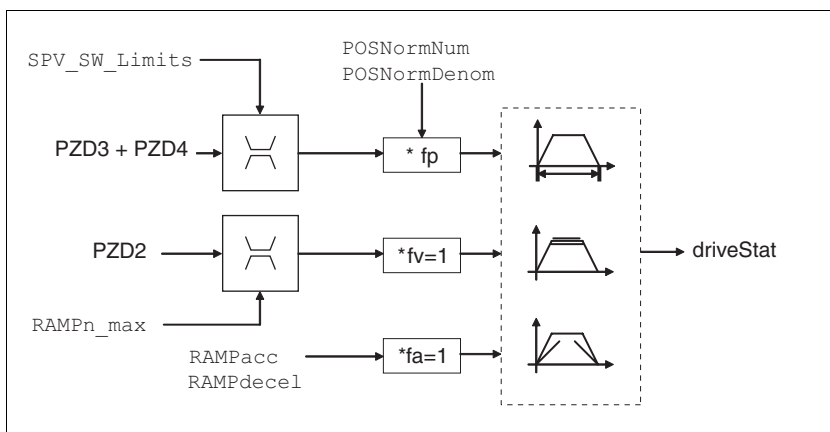 SPV_SW_Limits
POSNormNum
POSNormDenom
PZD3 + PZD4
* fp
PZD2
*fv=1
driveStat
RAMPn_max
RAMPacc
RAMPdecel
*fa=1